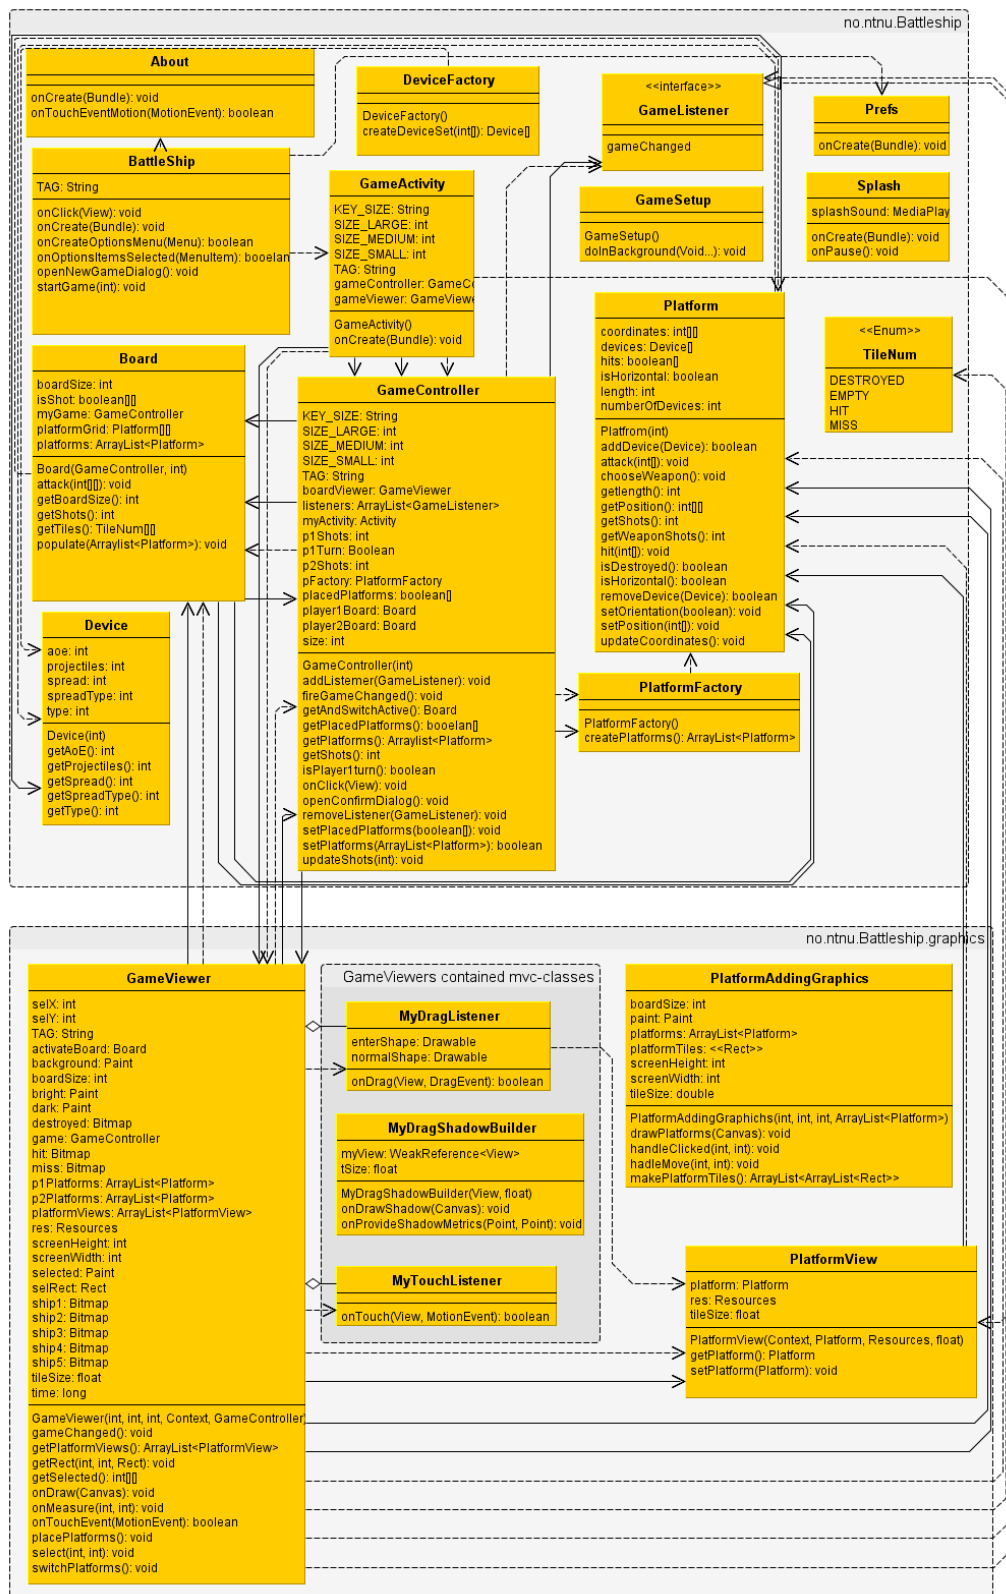 no.ntnu.Battleship
About
onCreate(Bundle): void
onTouchEventMotion(MotionEvent): boolean
DeviceFactory
DeviceFactory()
createDeviceSet(int[]): Device[]
<<interface>>
GameListener
gameChanged
Prefs
onCreate(Bundle): void
BattleShip
TAG: String
onClick(View): void
onCreate(Bundle): void
onCreateOptionsMenu(Menu): boolean
onOptionsItemsSelected(MenuItem): boolean
openNewGameDialog(): void
startGame(int): void
GameActivity
KEY_SIZE: String
SIZE_LARGE: int
SIZE_MEDIUM: int
SIZE_SMALL: int
TAG: String
gameController: GameCo
gameViewer: GameViewe
GameActivity()
onCreate(Bundle): void
GameSetup
GameSetup()
doInBackground(Void...): void
Splash
splashSound: MediaPlay
onCreate(Bundle): void
onPause(): void
Platform
coordinates: int[][]
devices: Device[]
hits: boolean[]
isHorizontal: boolean
length: int
numberOfDevices: int
Platfrom(int)
addDevice(Device): boolean
attack(int[]): void
chooseWeapon(): void
getlength(): int
getPosition(): int[][]
getShots(): int
getWeaponShots(): int
hit(int[]): void
isDestroyed(): boolean
isHorizontal(): boolean
removeDevice(Device): boolean
setOrientation(boolean): void
setPosition(int[]): void
updateCoordinates(): void
<<Enum>>
TileNum
DESTROYED
EMPTY
HIT
MISS
Board
boardSize: int
isShot: boolean[][]
myGame: GameController
platformGrid: Platform[][]
platforms: ArrayList<Platform>
Board(GameController, int)
attack(int[][]): void
getBoardSize(): int
getShots(): int
getTiles(): TileNum[][]
populate(Arraylist<Platform>): void
GameController
KEY_SIZE: String
SIZE_LARGE: int
SIZE_MEDIUM: int
SIZE_SMALL: int
TAG: String
boardViewer: GameViewer
listeners: ArrayList<GameListener>
myActivity: Activity
p1Shots: int
p1Turn: Boolean
p2Shots: int
pFactory: PlatformFactory
placedPlatforms: boolean[]
player1Board: Board
player2Board: Board
size: int
GameController(int)
addListemer(GameListener): void
fireGameChanged(): void
getAndSwitchActive(): Board
getPlacedPlatforms(): booelan[]
getPlatforms(): Arraylist<Platform>
getShots(): int
isPlayer1turn(): boolean
onClick(View): void
openConfirmDialog(): void
removeListener(GameListener): void
setPlacedPlatforms(boolean[]): void
setPlatforms(ArrayList<Platform>): boolean
updateShots(int): void
Device
aoe: int
projectiles: int
spread: int
spreadType: int
type: int
Device(int)
getAoE(): int
getProjectiles(): int
getSpread(): int
getSpreadType(): int
getType(): int
PlatformFactory
PlatformFactory()
createPlatforms(): ArrayList<Platform>
no.ntnu.Battleship.graphics
GameViewer
selX: int
selY: int
TAG: String
activateBoard: Board
background: Paint
boardSize: int
bright: Paint
dark: Paint
destroyed: Bitmap
game: GameController
hit: Bitmap
miss: Bitmap
p1Platforms: ArrayList<Platform>
p2Platforms: ArrayList<Platform>
platformViews: ArrayList<PlatformView>
res: Resources
screenHeight: int
screenWidth: int
selected: Paint
selRect: Rect
ship1: Bitmap
ship2: Bitmap
ship3: Bitmap
ship4: Bitmap
ship5: Bitmap
tileSize: float
time: long
GameViewer(int, int, int, Context, GameController)
gameChanged(): void
getPlatformViews(): ArrayList<PlatformView>
getRect(int, int, Rect): void
getSelected(): int[][]
onDraw(Canvas): void
onMeasure(int, int): void
onTouchEvent(MotionEvent): boolean
placePlatforms(): void
select(int, int): void
switchPlatforms(): void
GameViewers contained mvc-classes
MyDragListener
enterShape: Drawable
normalShape: Drawable
onDrag(View, DragEvent): boolean
MyDragShadowBuilder
myView: WeakReference<View>
tSize: float
MyDragShadowBuilder(View, float)
onDrawShadow(Canvas): void
onProvideShadowMetrics(Point, Point): void
MyTouchListener
onTouch(View, MotionEvent): boolean
PlatformAddingGraphics
boardSize: int
paint: Paint
platforms: ArrayList<Platform>
platformTiles: <<Rect>>
screenHeight: int
screenWidth: int
tileSize: double
PlatformAddingGraphichs(int, int, int, ArrayList<Platform>)
drawPlatforms(Canvas): void
handleClicked(int, int): void
hadleMove(int, int): void
makePlatformTiles(): ArrayList<ArrayList<Rect>>
PlatformView
platform: Platform
res: Resources
tileSize: float
PlatformView(Context, Platform, Resources, float)
getPlatform(): Platform
setPlatform(Platform): void